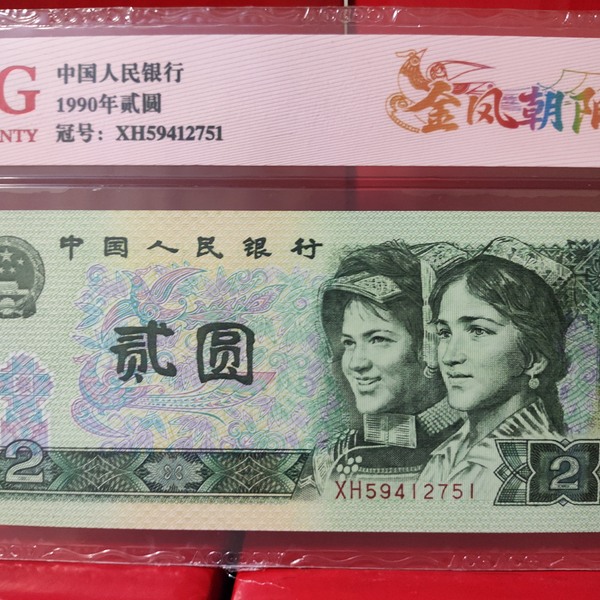 G
NTY
中国人民银行
1990年贰圆
冠号：XH59412751
金凤朝阳
中国人民银行
贰圆
2
XH59412751
2